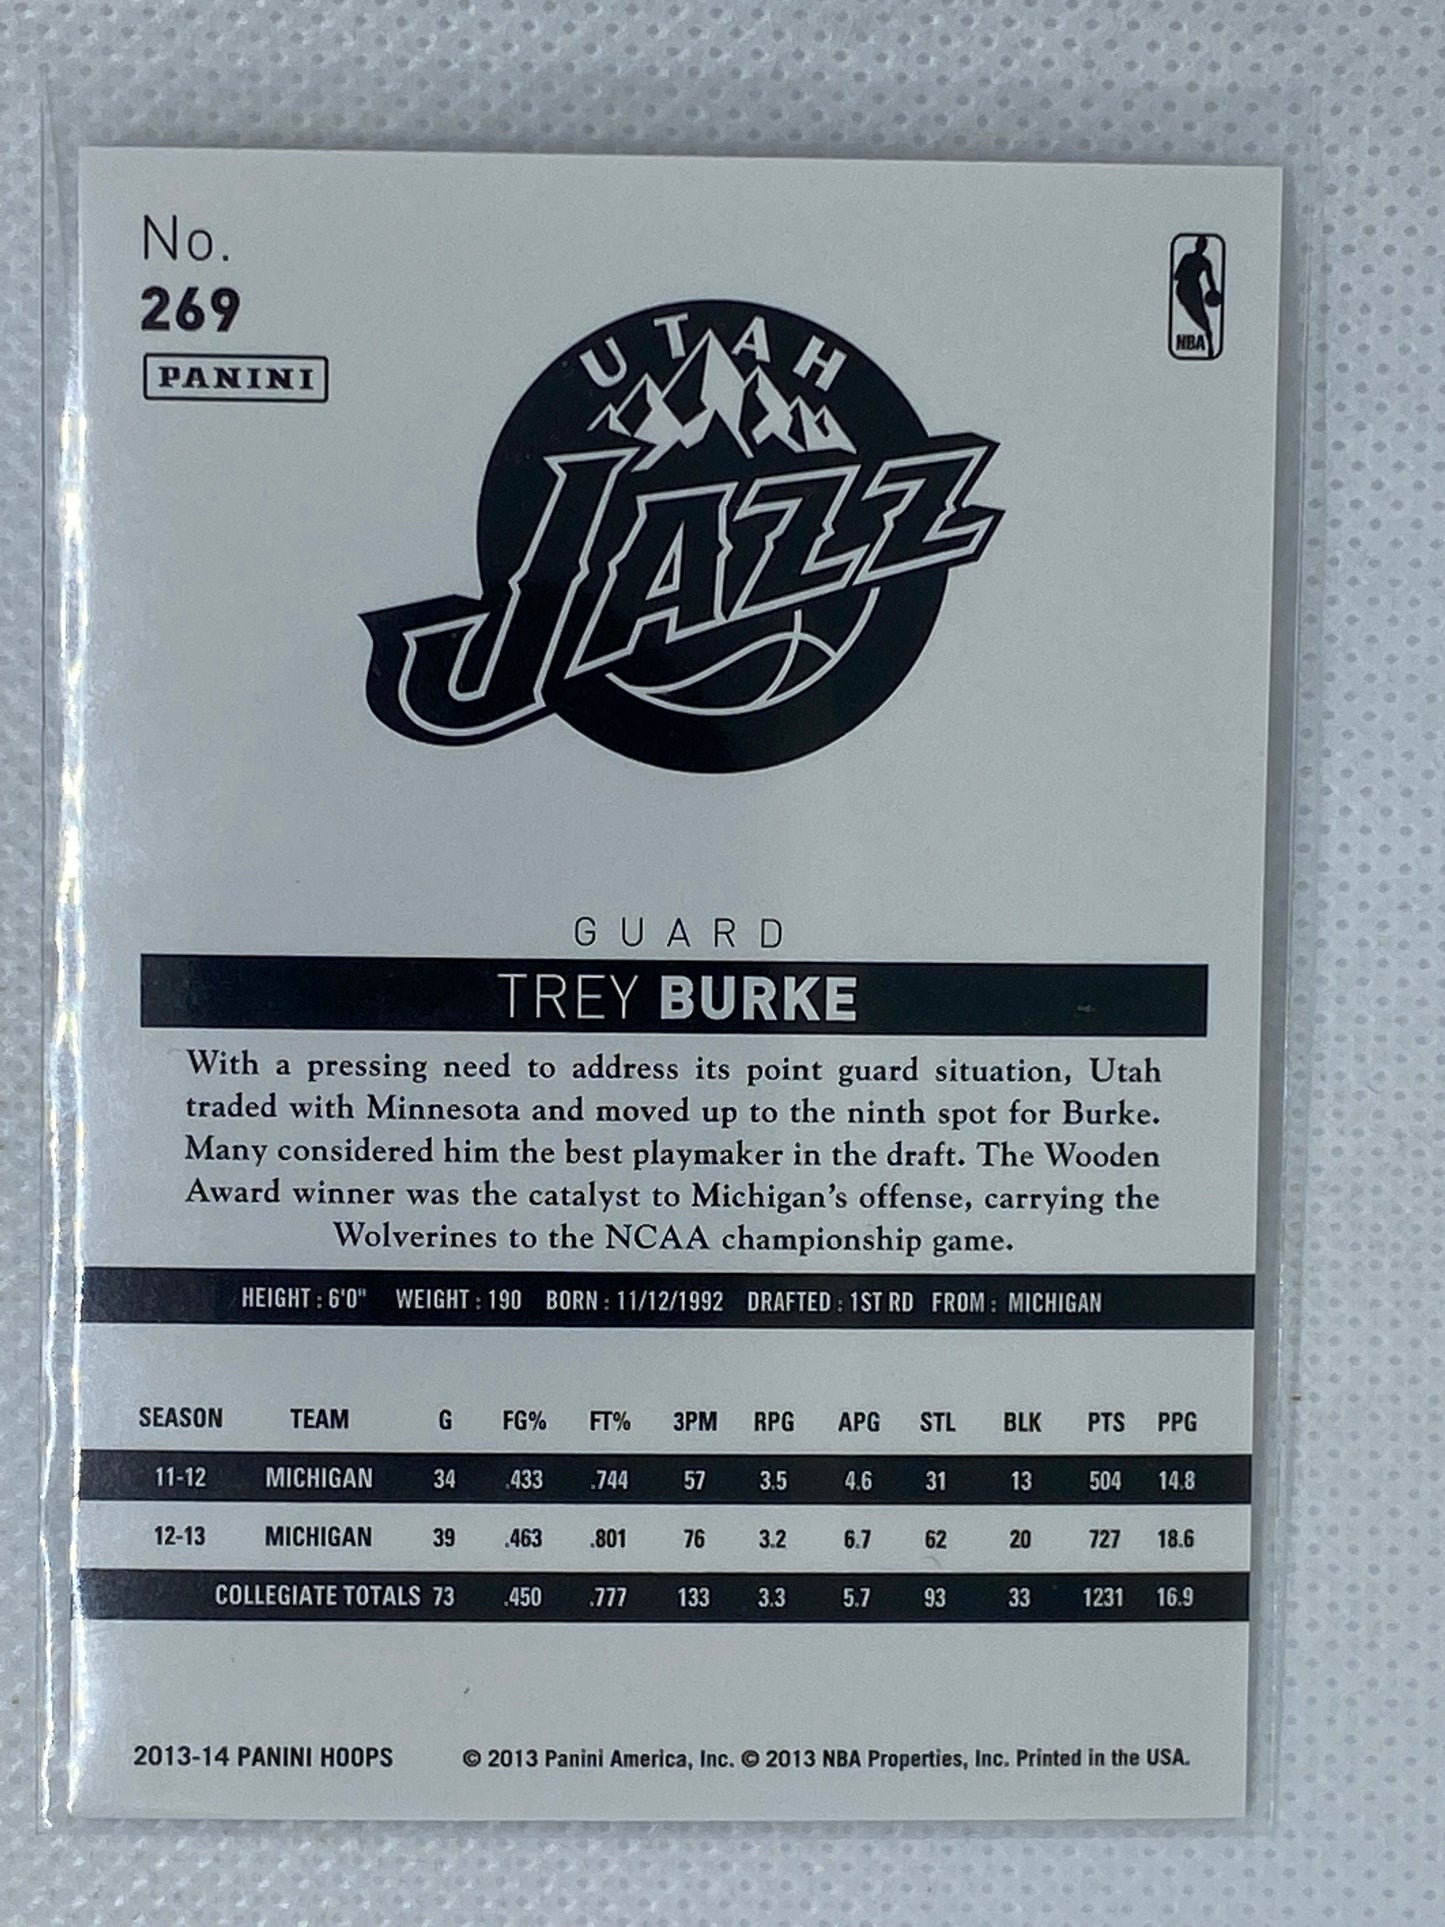 No.
269
PANINI
NBA
UTAH
JAZZ
GUARD
TREY BURKE
With a pressing need to address its point guard situation, Utah
traded with Minnesota and moved up to the ninth spot for Burke.
Many considered him the best playmaker in the draft. The Wooden
Award winner was the catalyst to Michigan's offense, carrying the
Wolverines to the NCAA championship game.
HEIGHT : 6'0" WEIGHT : 190 BORN : 11/12/1992 DRAFTED : 1ST RD FROM : MICHIGAN
SEASON TEAM G FG% FT% 3PM RPG APG STL BLK PTS PPG
11-12 MICHIGAN 34 .433 .744 57 3.5 4.6 31 13 504 14.8
12-13 MICHIGAN 39 .463 .801 76 3.2 6.7 62 20 727 18.6
COLLEGIATE TOTALS 73 .450 .777 133 3.3 5.7 93 33 1231 16.9
2013-14 PANINI HOOPS © 2013 Panini America, Inc. © 2013 NBA Properties, Inc. Printed in the USA.